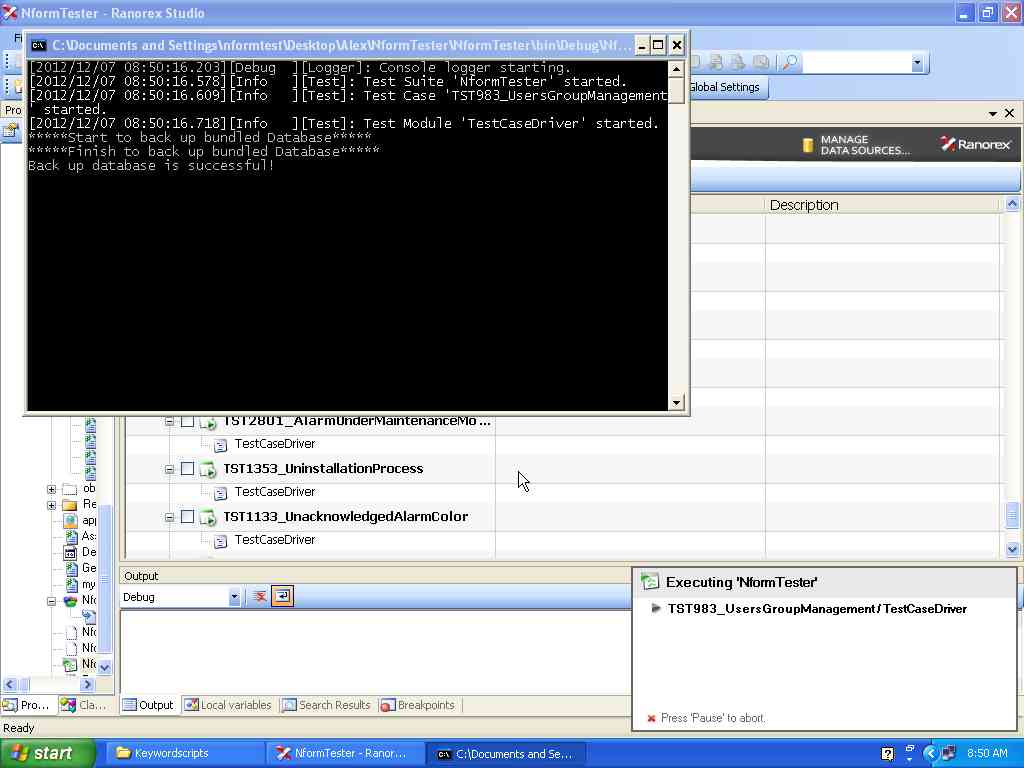 NformTester - Ranorex Studio
C:\Documents and Settings\nformtest\Desktop\Alex\NformTester\NformTester\bin\Debug\Nf...
[2012/12/07 08:50:16.203][Debug  ][Logger]: Console logger starting.
[2012/12/07 08:50:16.578][Info   ][Test]: Test Suite 'NformTester' started.
[2012/12/07 08:50:16.609][Info   ][Test]: Test Case 'TST983_UsersGroupManagement
' started.
[2012/12/07 08:50:16.718][Info   ][Test]: Test Module 'TestCaseDriver' started.
*****Start to back up bundled Database*****
*****Finish to back up bundled Database*****
Back up database is successful!
Global Settings
Pro
MANAGE
DATA SOURCES...
Ranorex
Description
TST2801_AlarmUnderMaintenanceMo...
TestCaseDriver
TST1353_UninstallationProcess
TestCaseDriver
TST1133_UnacknowledgedAlarmColor
TestCaseDriver
ob
Re
app
As:
De
Ge
my
Nfo
Nfo
Nfo
Nfo
Output
Debug
Executing 'NformTester'
TST983_UsersGroupManagement/TestCaseDriver
Press 'Pause' to abort.
Pro...
Cla...
Output
Local variables
Search Results
Breakpoints
Ready
start
Keywordscripts
NformTester - Ranor...
C:\Documents and Se...
8:50 AM